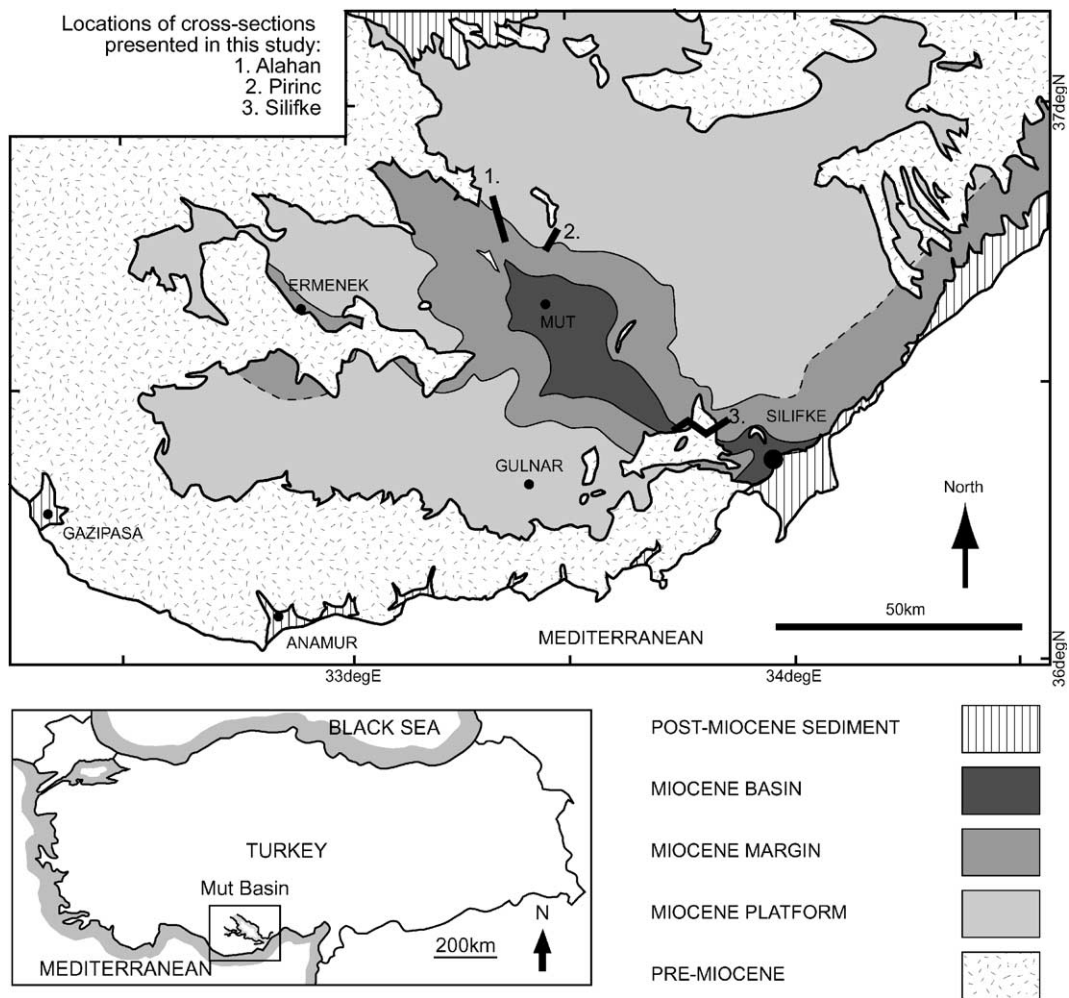 Locations of cross-sections
presented in this study:
1. Alahan
2. Pirinc
3. Silifke
37degN
1.
2.
ERMENEK
MUT
3.
SILIFKE
GULNAR
North
GAZIPASA
50km
ANAMUR
MEDITERRANEAN
36degN
33degE
34degE
BLACK SEA
TURKEY
Mut Basin
N
200km
MEDITERRANEAN
POST-MIOCENE SEDIMENT
MIOCENE BASIN
MIOCENE MARGIN
MIOCENE PLATFORM
PRE-MIOCENE